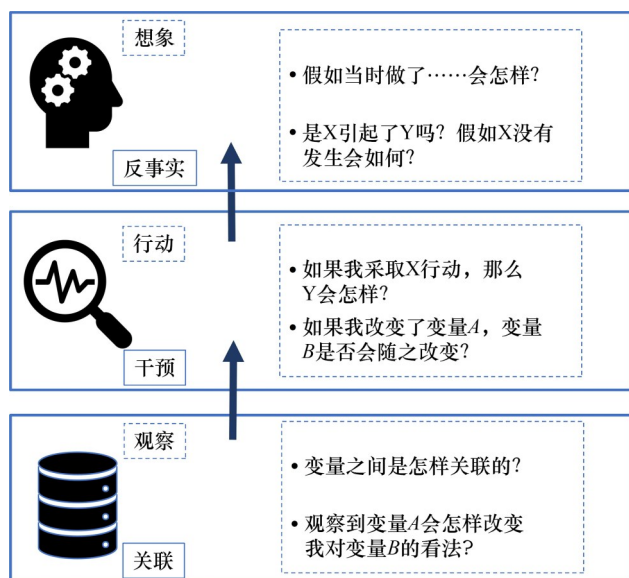 想象
• 假如当时做了……会怎样？
• 是X引起了Y吗？假如X没有
发生会如何？
反事实
行动
• 如果我采取X行动，那么
Y会怎样？
• 如果我改变了变量A，变量
B是否会随之改变？
干预
观察
• 变量之间是怎样关联的？
• 观察到变量A会怎样改变
我对变量B的看法？
关联